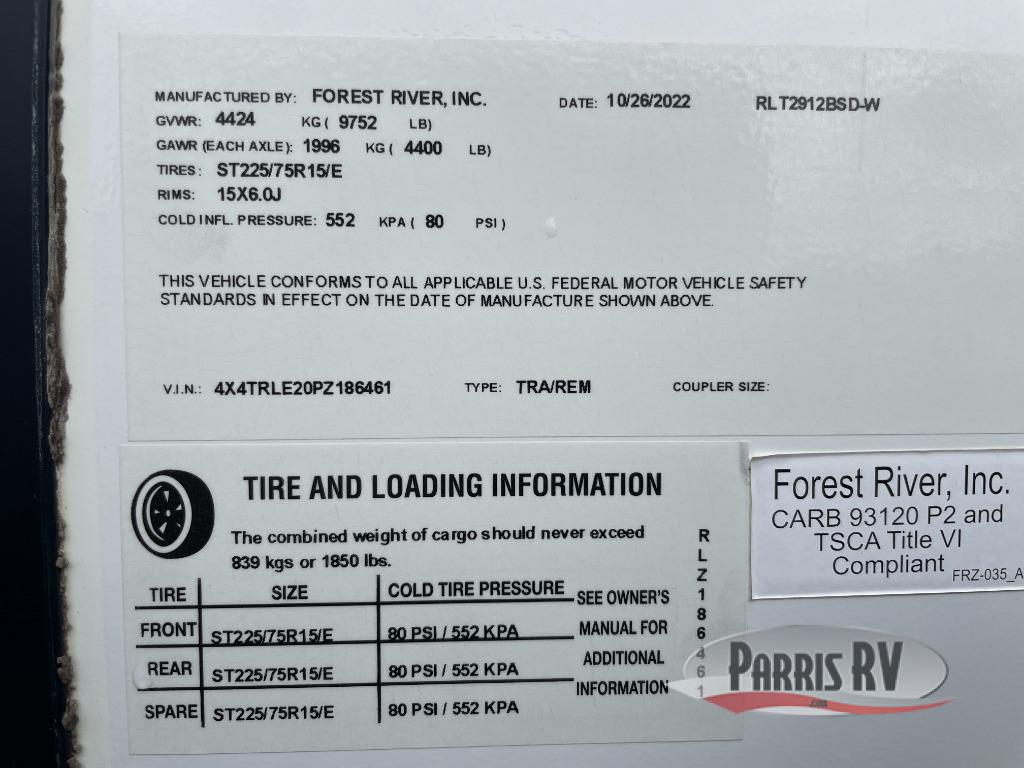 MANUFACTURED BY: FOREST RIVER, INC. DATE: 10/26/2022 RLT2912BSD-W
GVWR: 4424 KG ( 9752 LB)
GAWR (EACH AXLE): 1996 KG ( 4400 LB)
TIRES: ST225/75R15/E
RIMS: 15X6.0J
COLD INFL. PRESSURE: 552 KPA ( 80 PSI )
THIS VEHICLE CONFORMS TO ALL APPLICABLE U.S. FEDERAL MOTOR VEHICLE SAFETY
STANDARDS IN EFFECT ON THE DATE OF MANUFACTURE SHOWN ABOVE.
V.I.N.: 4X4TRLE20PZ186461 TYPE: TRA/REM COUPLER SIZE:
TIRE AND LOADING INFORMATION
The combined weight of cargo should never exceed
839 kgs or 1850 lbs.
TIRE SIZE COLD TIRE PRESSURE
FRONT ST225/75R15/E 80 PSI / 552 KPA
REAR ST225/75R15/E 80 PSI / 552 KPA
SPARE ST225/75R15/E 80 PSI / 552 KPA
SEE OWNER'S
MANUAL FOR
ADDITIONAL
INFORMATION
RLZ186461
Forest River, Inc.
CARB 93120 P2 and
TSCA Title VI
Compliant FRZ-035_A
PARRIS RV
.com